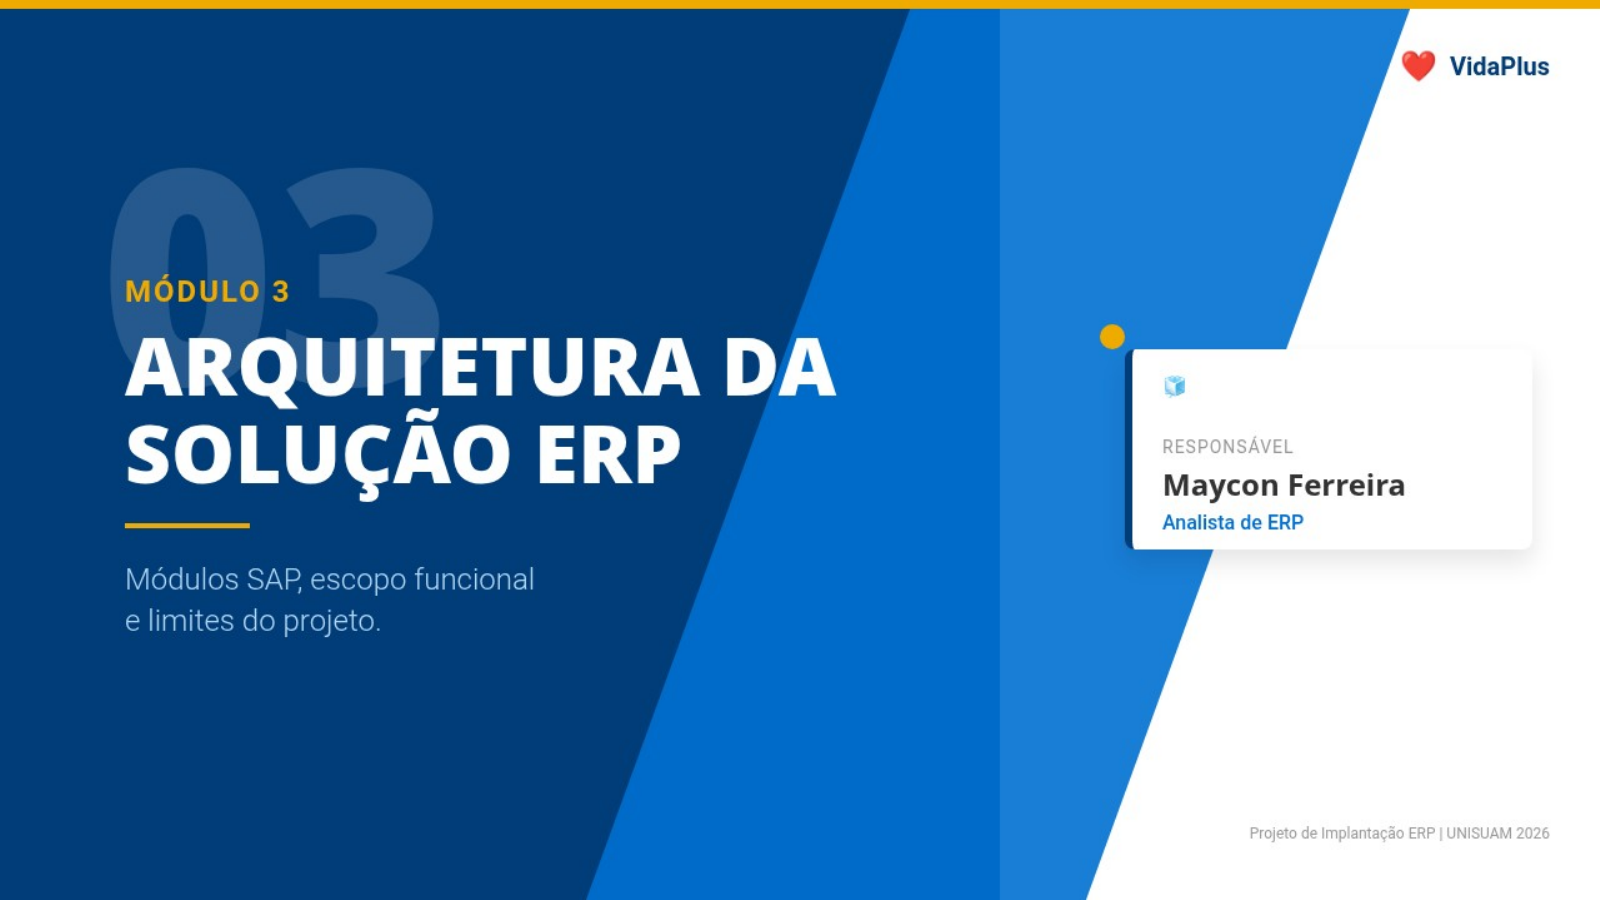 VidaPlus
03
MÓDULO 3
ARQUITETURA DA
SOLUÇÃO ERP
Módulos SAP, escopo funcional
e limites do projeto.
RESPONSÁVEL
Maycon Ferreira
Analista de ERP
Projeto de Implantação ERP | UNISUAM 2026